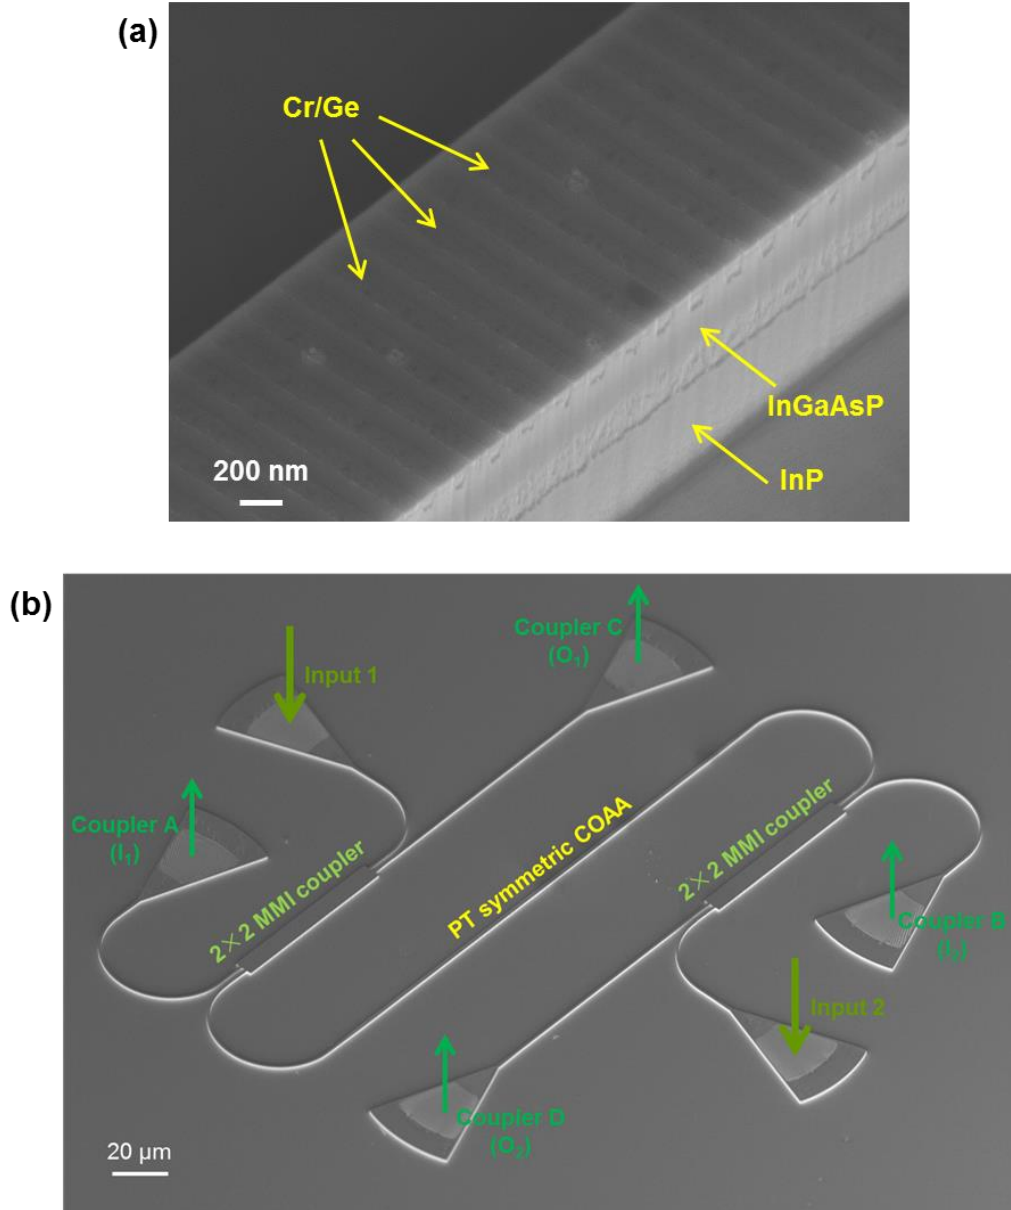 (a)
Cr/Ge
InGaAsP
InP
200 nm
(b)
Coupler C
(O₁)
Input 1
Coupler A
(I₁)
2×2 MMI coupler
PT symmetric COAA
2×2 MMI coupler
Coupler B
(I₂)
Input 2
Coupler D
(O₂)
20 μm